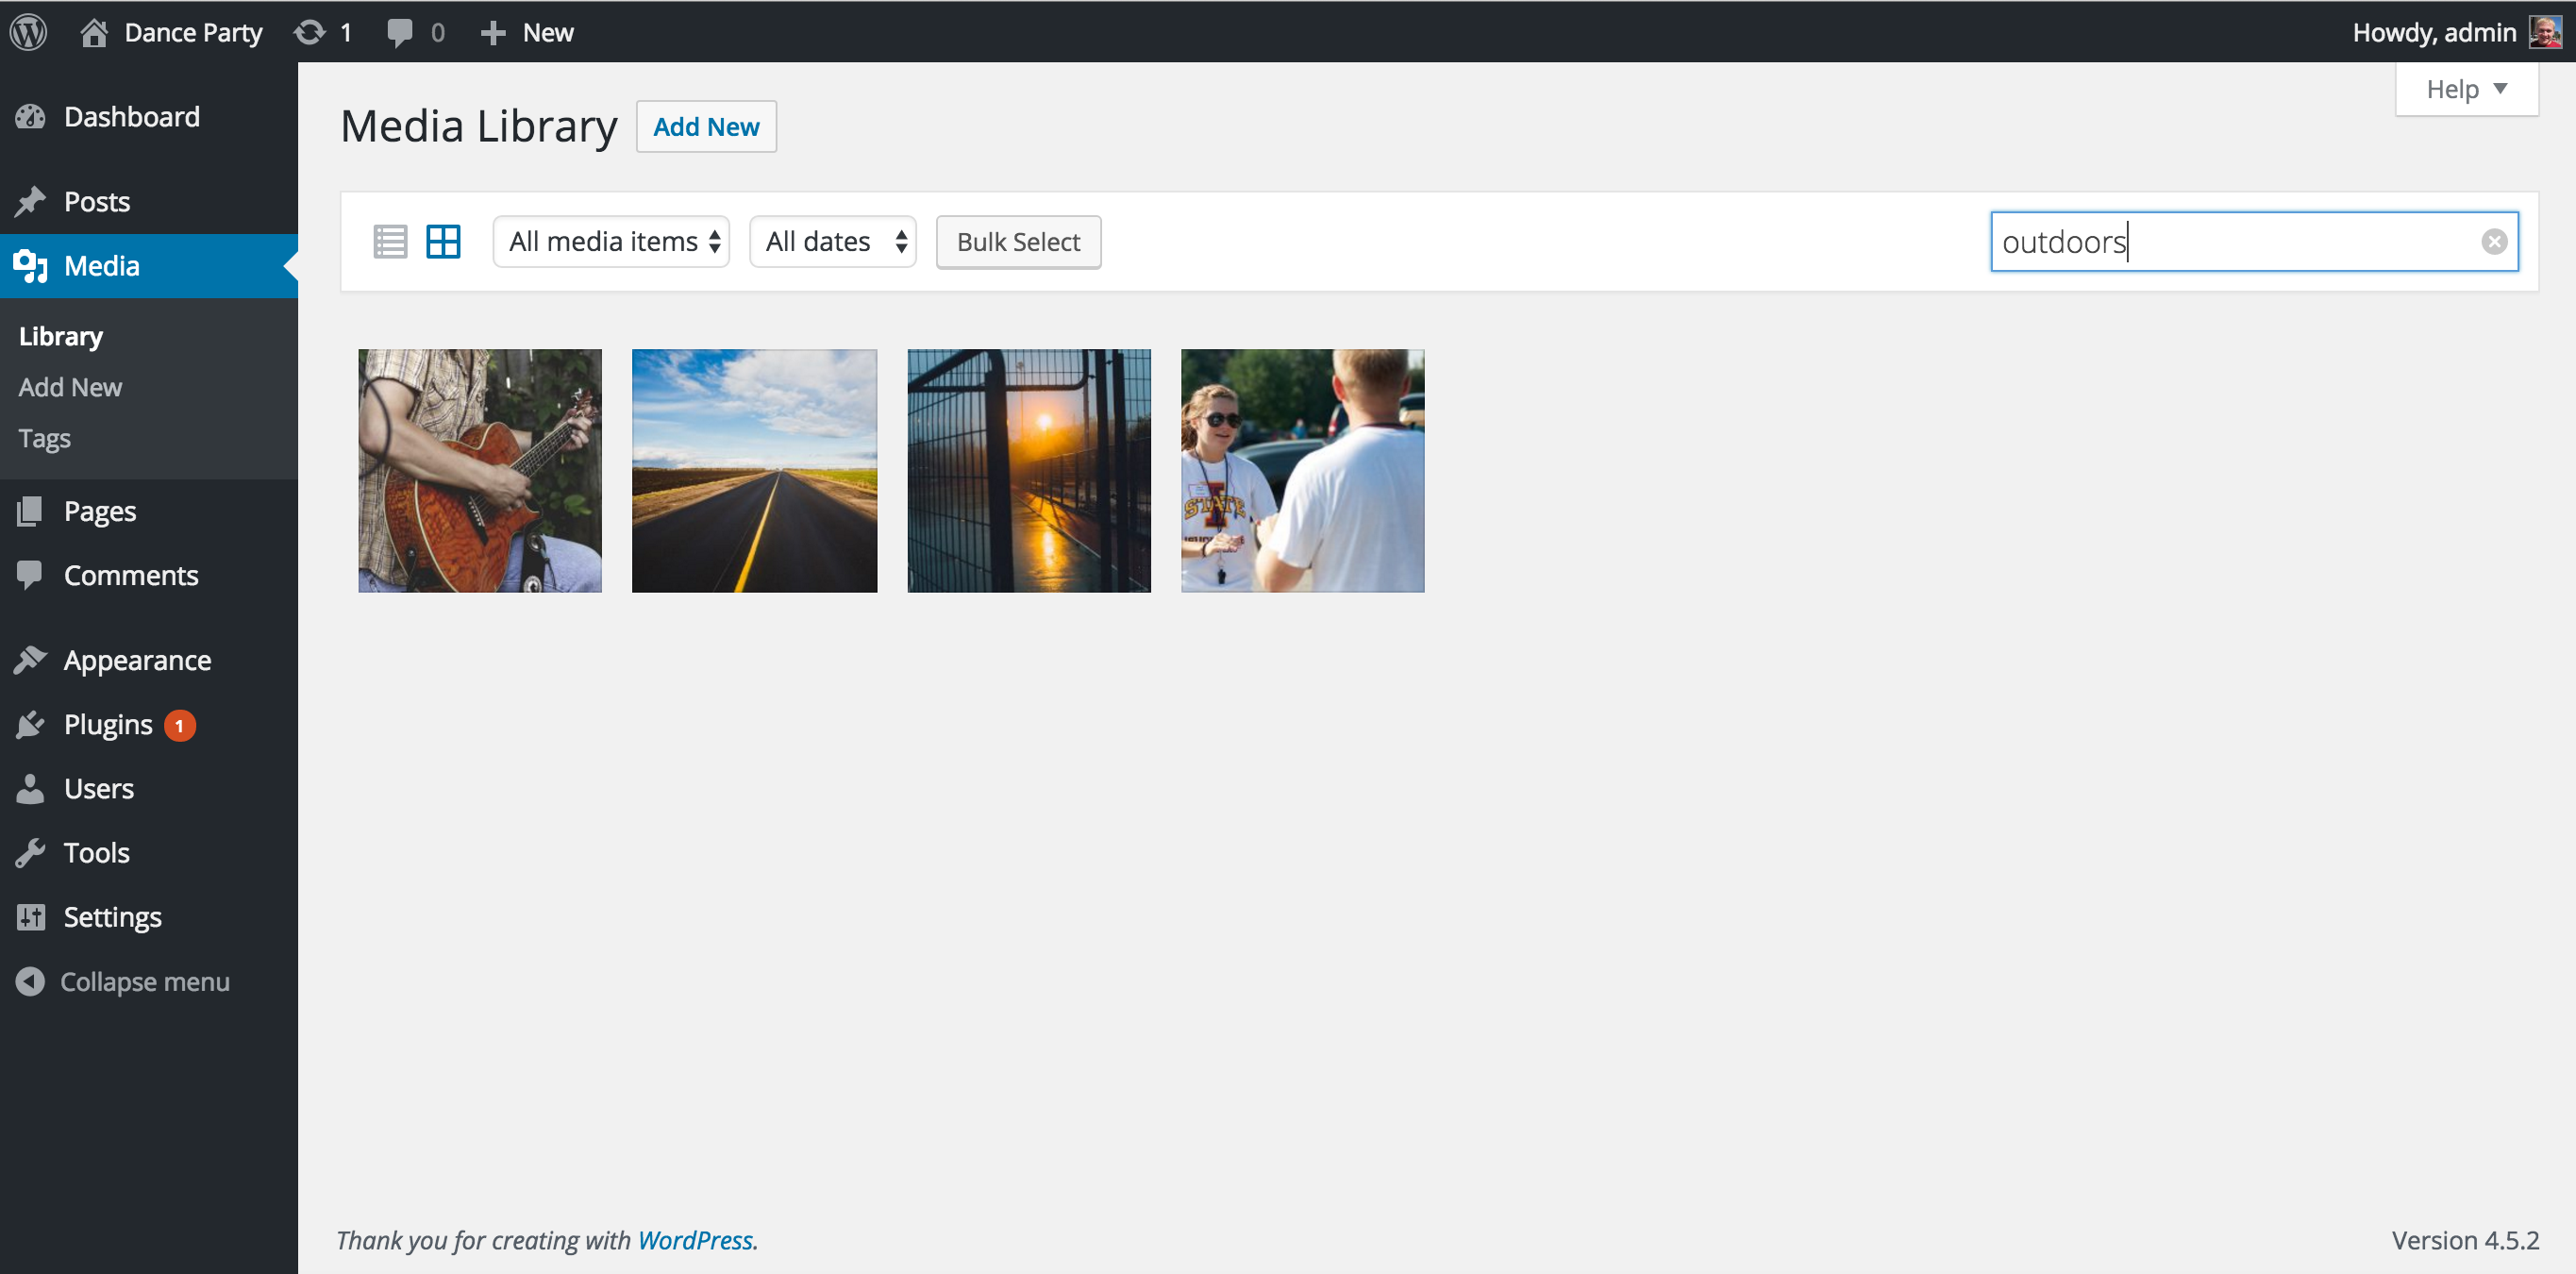 Dance Party 1 0 New Howdy, admin
Help
Dashboard
Posts
Media
Library
Add New
Tags
Pages
Comments
Appearance
Plugins 1
Users
Tools
Settings
Collapse menu
Media Library Add New
All media items All dates Bulk Select outdoors
STATE
Thank you for creating with WordPress.
Version 4.5.2